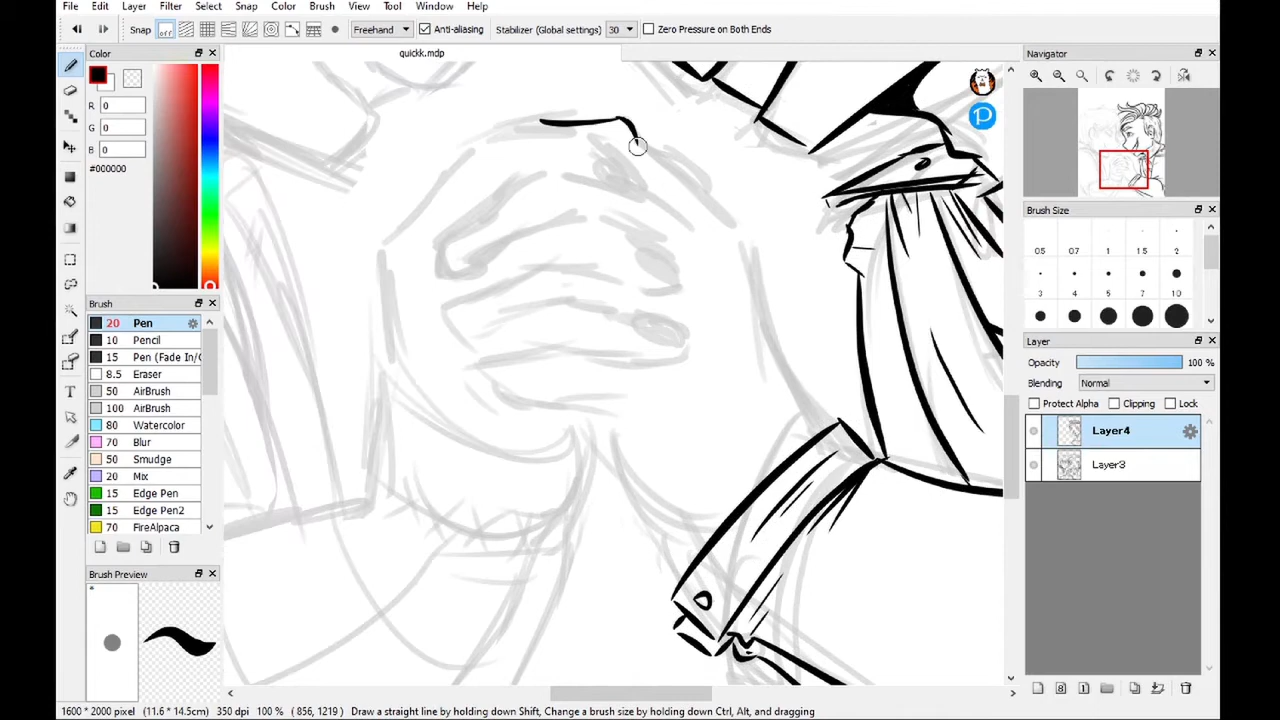 File Edit Layer Filter Select Snap Color Brush View Tool Window Help
Snap off Freehand Anti-aliasing Stabilizer (Global settings) 30 Zero Pressure on Both Ends
Color
quickk.mdp
Navigator
R 0
G 0
B 0
#000000
Brush Size
05 07 1 15 2
3 4 5 7 10
Brush
20 Pen
10 Pencil
15 Pen (Fade In/C
8.5 Eraser
50 AirBrush
100 AirBrush
80 Watercolor
70 Blur
50 Smudge
20 Mix
15 Edge Pen
15 Edge Pen2
70 FireAlpaca
Layer
Opacity 100 %
Blending Normal
Protect Alpha Clipping Lock
Layer4
Layer3
Brush Preview
1600 * 2000 pixel (11.6 * 14.5cm) 350 dpi 100 % ( 856, 1219 ) Draw a straight line by holding down Shift, Change a brush size by holding down Ctrl, Alt, and dragging